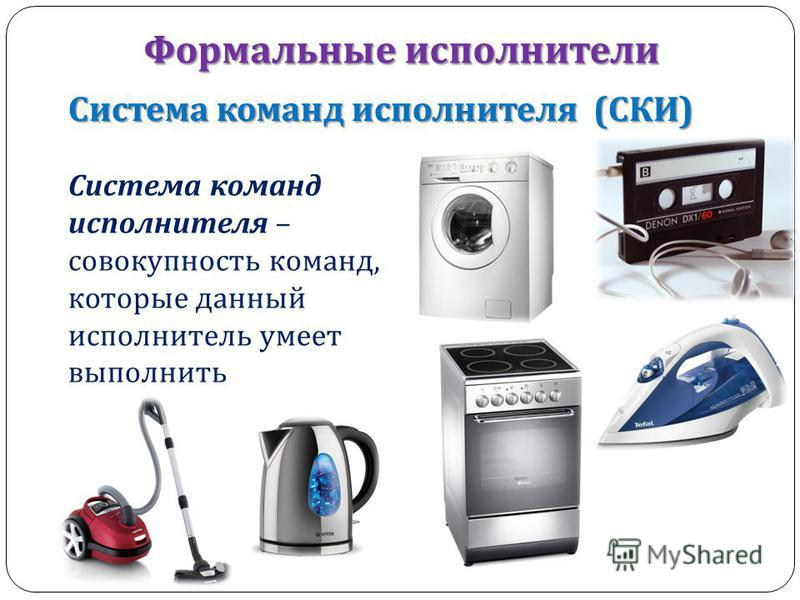 Формальные исполнители
Система команд исполнителя (СКИ)
Система команд
исполнителя –
совокупность команд,
которые данный
исполнитель умеет
выполнить
B
DENON DX1/60
Tefal
VITEK
MyShared